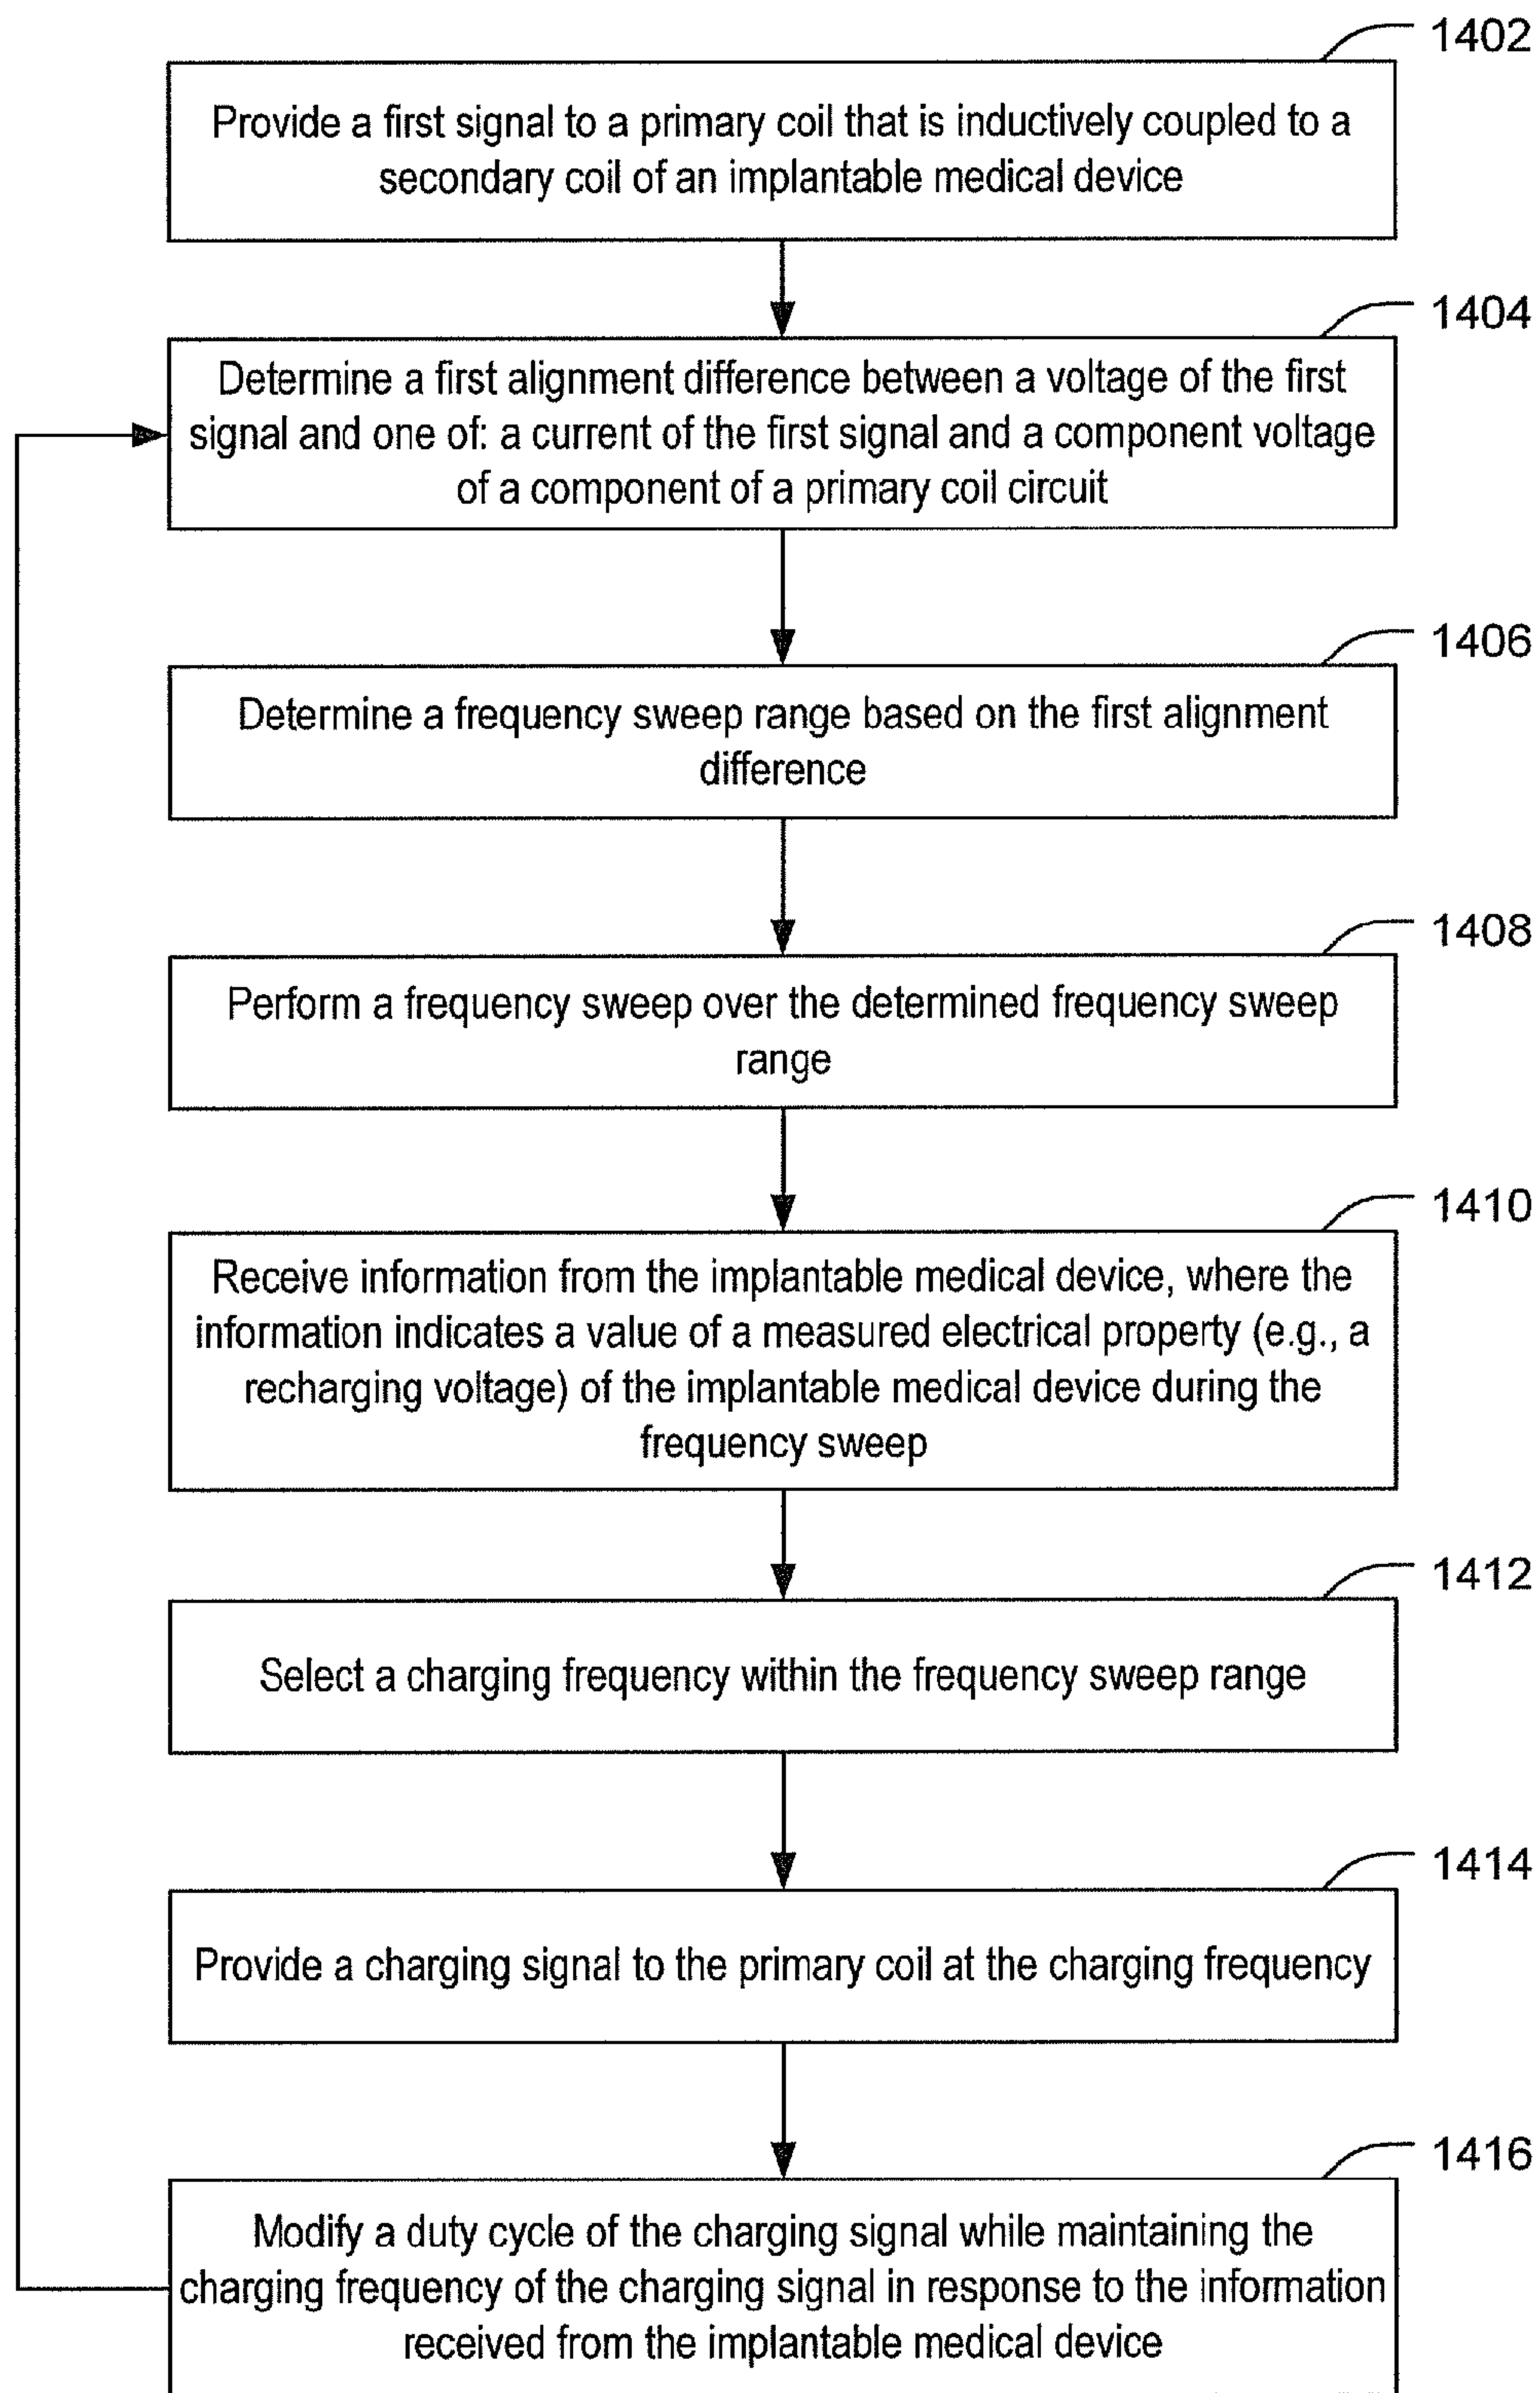 1402
Provide a first signal to a primary coil that is inductively coupled to a
secondary coil of an implantable medical device
1404
Determine a first alignment difference between a voltage of the first
signal and one of: a current of the first signal and a component voltage
of a component of a primary coil circuit
1406
Determine a frequency sweep range based on the first alignment
difference
1408
Perform a frequency sweep over the determined frequency sweep
range
1410
Receive information from the implantable medical device, where the
information indicates a value of a measured electrical property (e.g., a
recharging voltage) of the implantable medical device during the
frequency sweep
1412
Select a charging frequency within the frequency sweep range
1414
Provide a charging signal to the primary coil at the charging frequency
1416
Modify a duty cycle of the charging signal while maintaining the
charging frequency of the charging signal in response to the information
received from the implantable medical device